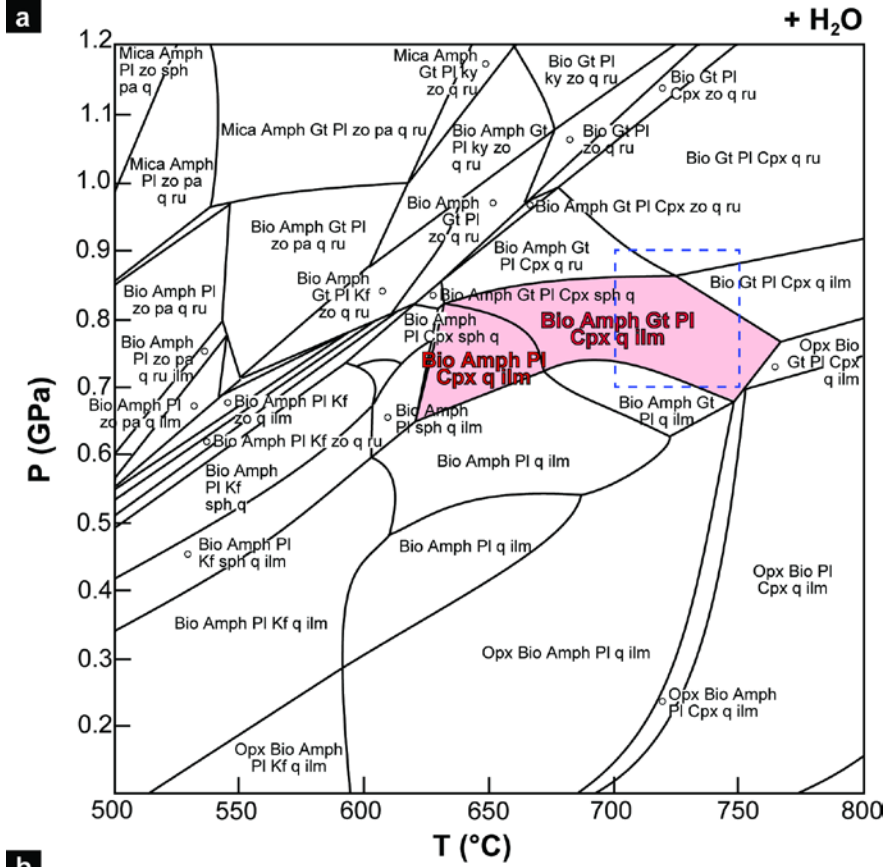 a
+ H₂O
P (GPa)
1.2
1.1
1.0
0.9
0.8
0.7
0.6
0.5
0.4
0.3
0.2
Mica Amph
Pl zo sph
pa q
Mica Amph
Pl zo pa
q ru
Mica Amph Gt Pl zo pa q ru
Mica Amph
Gt Pl ky
zo q ru
Bio Gt Pl
ky zo q ru
Bio Gt Pl
Cpx zo q ru
Bio Amph Gt
Pl ky zo
q ru
Bio Gt Pl
zo q ru
Bio Gt Pl Cpx q ru
Bio Amph
Gt Pl
zo q ru
Bio Amph Gt Pl Cpx zo q ru
Bio Amph Gt Pl
zo pa q ru
Bio Amph Gt
Pl Cpx q ru
Bio Amph Pl
zo pa q ru
Bio Amph
Gt Pl Kf
zo q ru
Bio Amph Gt Pl Cpx sph q
Bio Gt Pl Cpx q ilm
Bio Amph
Pl Cpx sph q
Bio Amph Gt Pl
Cpx q ilm
Bio Amph
Pl zo pa
q ru ilm
Bio Amph Pl
Cpx q ilm
Opx Bio
Gt Pl Cpx
q ilm
Bio Amph Pl
zo pa q ilm
Bio Amph Pl Kf
zo q ilm
Bio Amph
Pl sph q ilm
Bio Amph Gt
Pl q ilm
Bio Amph Pl Kf zo q ru
Bio Amph
Pl Kf
sph q
Bio Amph Pl q ilm
Bio Amph Pl
Kf sph q ilm
Bio Amph Pl q ilm
Opx Bio Pl
Cpx q ilm
Bio Amph Pl Kf q ilm
Opx Bio Amph Pl q ilm
Opx Bio Amph
Pl Cpx q ilm
Opx Bio Amph
Pl Kf q ilm
500
550
600
650
700
750
800
T (°C)